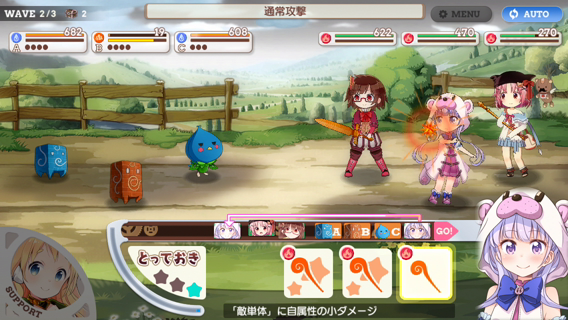 WAVE 2/3 2
通常攻撃
MENU
AUTO
682
A
19
B
608
C
622
470
270
A B C GO!
とっておき
SUPPORT
「敵単体」に自属性の小ダメージ